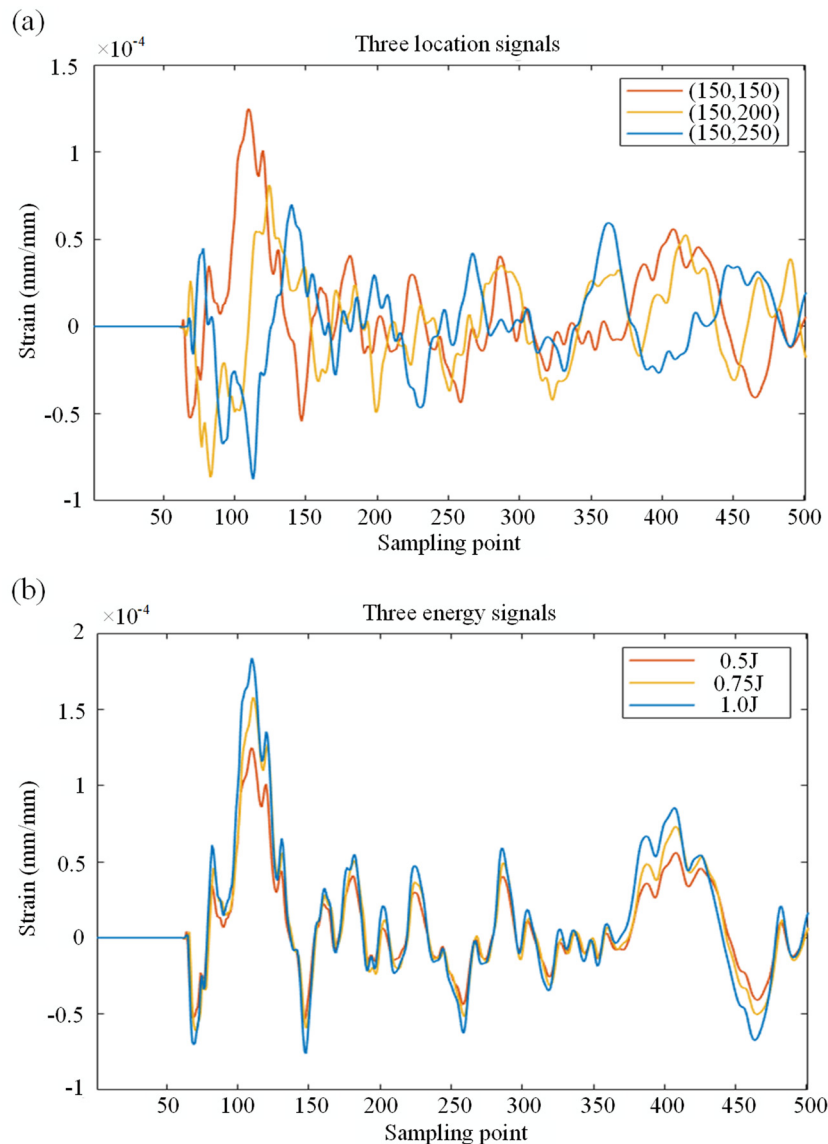 (a)
×10⁻⁴
Three location signals
1.5
1
0.5
0
-0.5
-1
Strain (mm/mm)
(150,150)
(150,200)
(150,250)
50 100 150 200 250 300 350 400 450 500
Sampling point
(b)
×10⁻⁴
Three energy signals
2
1.5
1
0.5
0
-0.5
-1
Strain (mm/mm)
0.5J
0.75J
1.0J
50 100 150 200 250 300 350 400 450 500
Sampling point